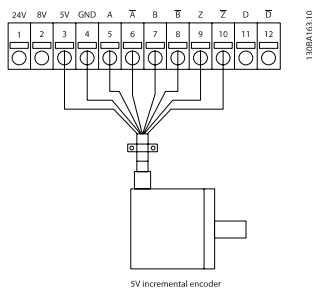 24V 8V 5V GND A A̅ B B̅ Z Z̅ D D̅
1 2 3 4 5 6 7 8 9 10 11 12
130BA163.10
5V incremental encoder